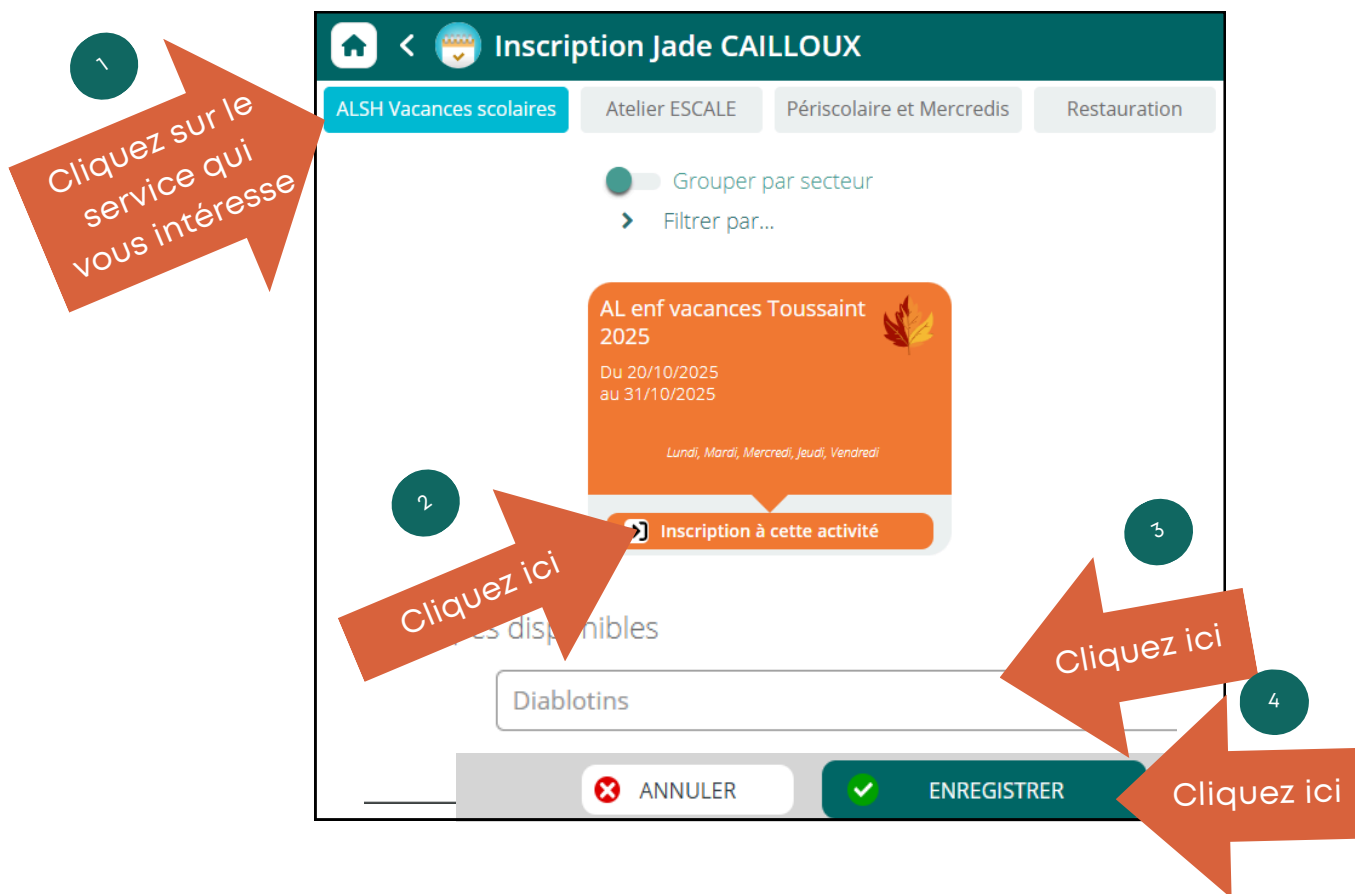 Inscription Jade CAILLOUX
1
Cliquez sur le
service qui
vous intéresse
ALSH Vacances scolaires
Atelier ESCALE
Périscolaire et Mercredis
Restauration
Grouper par secteur
Filtrer par...
AL enf vacances Toussaint
2025
Du 20/10/2025
au 31/10/2025
Lundi, Mardi, Mercredi, Jeudi, Vendredi
2
Cliquez ici
Inscription à cette activité
3
Cliquez ici
disponibles
Diablotins
4
Cliquez ici
ANNULER
ENREGISTRER